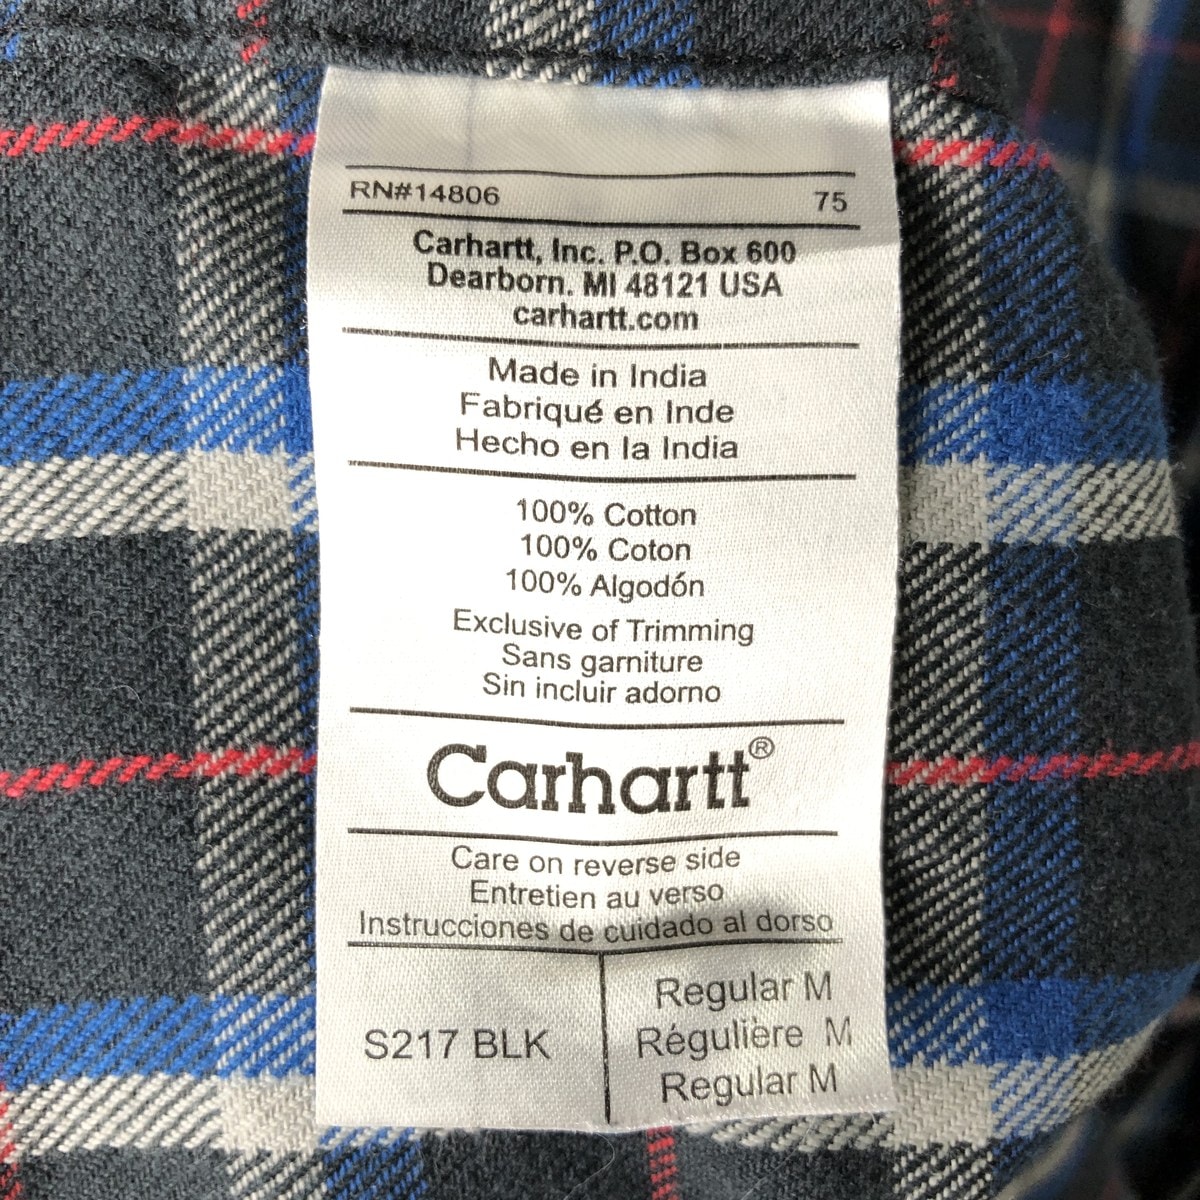 RN#14806 75
Carhartt, Inc. P.O. Box 600
Dearborn. MI 48121 USA
carhartt.com
Made in India
Fabriqué en Inde
Hecho en la India
100% Cotton
100% Coton
100% Algodón
Exclusive of Trimming
Sans garniture
Sin incluir adorno
Carhartt®
Care on reverse side
Entretien au verso
Instrucciones de cuidado al dorso
S217 BLK
Regular M
Régulière M
Regular M